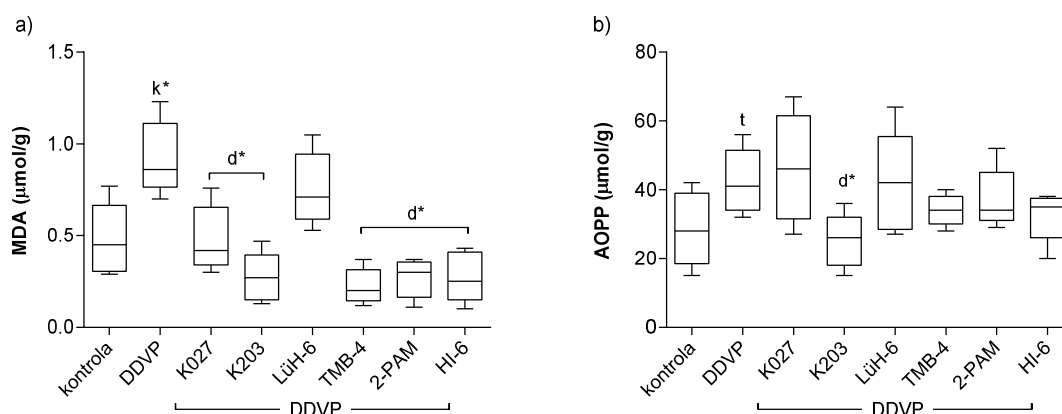 a)
MDA (μmol/g)
1.5
1.0
0.5
0.0
k*
d*
d*
kontrola
DDVP
K027
K203
LüH-6
TMB-4
2-PAM
HI-6
DDVP
b)
AOPP (μmol/g)
80
60
40
20
0
t
d*
kontrola
DDVP
K027
K203
LüH-6
TMB-4
2-PAM
HI-6
DDVP